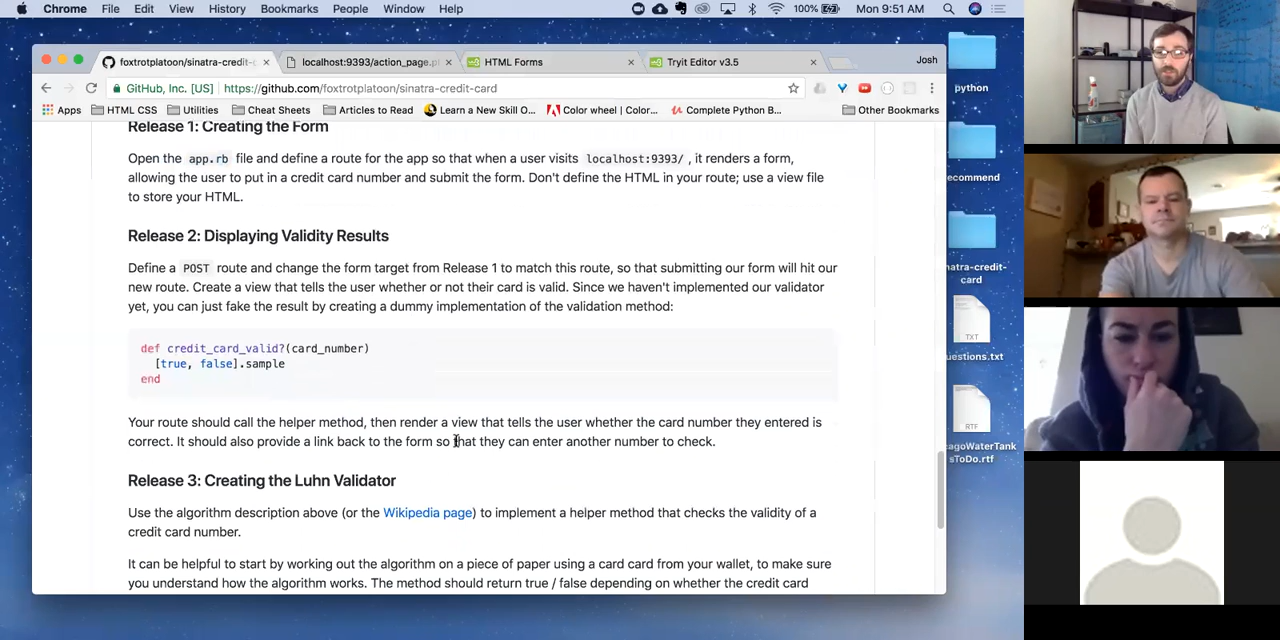 Chrome File Edit View History Bookmarks People Window Help 100% Mon 9:51 AM
foxtrotplatoon/sinatra-credit-c localhost:9393/action_page.p HTML Forms Tryit Editor v3.5 Josh
GitHub, Inc. [US] https://github.com/foxtrotplatoon/sinatra-credit-card
Apps HTML CSS Utilities Cheat Sheets Articles to Read Learn a New Skill O... Color wheel | Color... Complete Python B... Other Bookmarks
Release 1: Creating the Form
Open the app.rb file and define a route for the app so that when a user visits localhost:9393/ , it renders a form,
allowing the user to put in a credit card number and submit the form. Don't define the HTML in your route; use a view file
to store your HTML.
Release 2: Displaying Validity Results
Define a POST route and change the form target from Release 1 to match this route, so that submitting our form will hit our
new route. Create a view that tells the user whether or not their card is valid. Since we haven't implemented our validator
yet, you can just fake the result by creating a dummy implementation of the validation method:
def credit_card_valid?(card_number)
[true, false].sample
end
Your route should call the helper method, then render a view that tells the user whether the card number they entered is
correct. It should also provide a link back to the form so that they can enter another number to check.
Release 3: Creating the Luhn Validator
Use the algorithm description above (or the Wikipedia page) to implement a helper method that checks the validity of a
credit card number.
It can be helpful to start by working out the algorithm on a piece of paper using a card card from your wallet, to make sure
you understand how the algorithm works. The method should return true / false depending on whether the credit card
python
ecommend
natra-credit-
card
TXT
uestions.txt
RTF
cagoWaterTank
sToDo.rtf